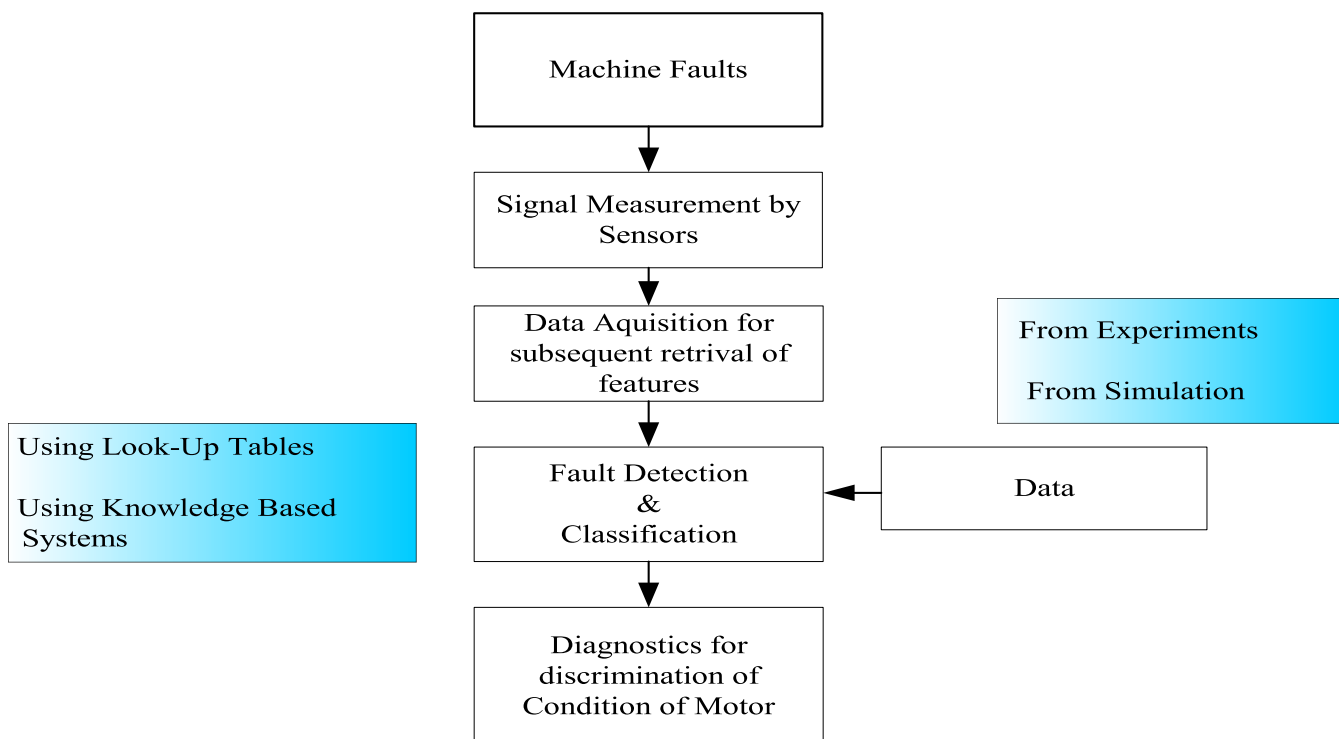 Machine Faults
Signal Measurement by
Sensors
Data Aquisition for
subsequent retrival of
features
From Experiments
From Simulation
Using Look-Up Tables
Using Knowledge Based
Systems
Fault Detection
&
Classification
Data
Diagnostics for
discrimination of
Condition of Motor